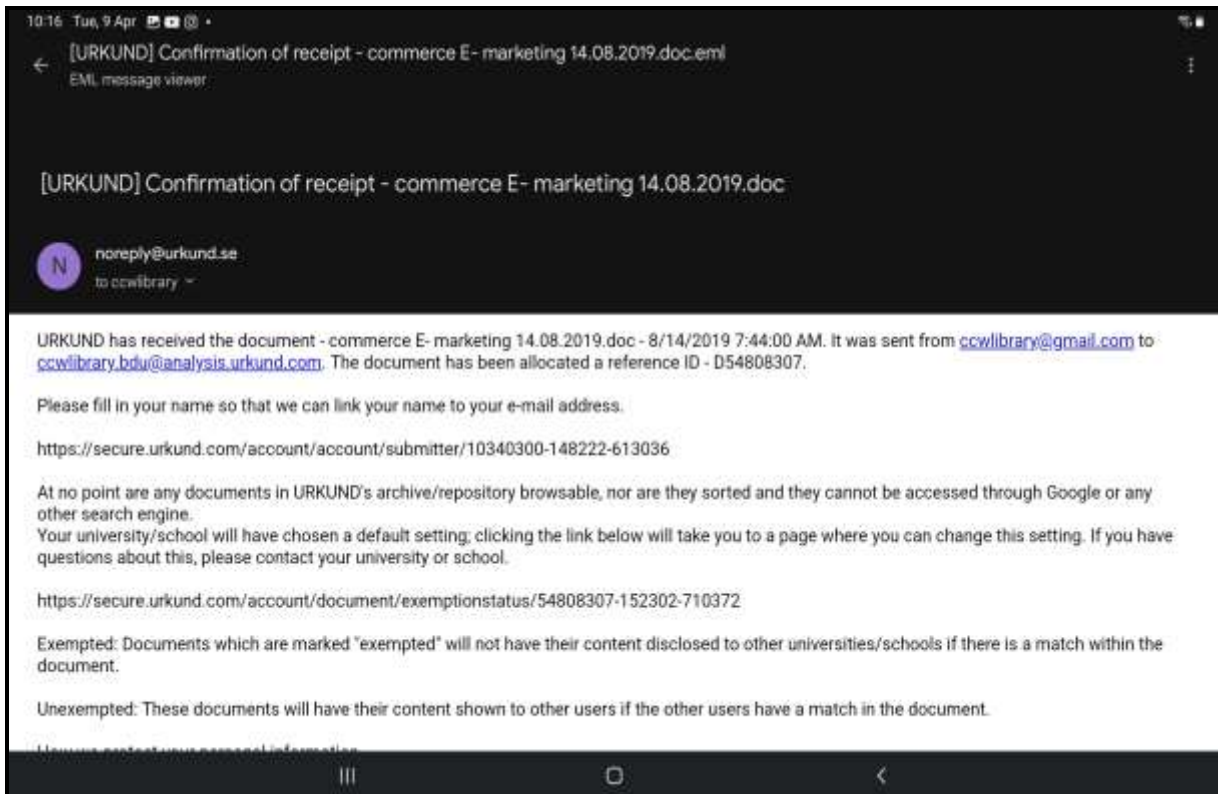 10:16 Tue, 9 Apr
[URKUND] Confirmation of receipt - commerce E- marketing 14.08.2019.doc.eml
EML message viewer
[URKUND] Confirmation of receipt - commerce E- marketing 14.08.2019.doc
N
noreply@urkund.se
to ccwlibrary
URKUND has received the document - commerce E- marketing 14.08.2019.doc - 8/14/2019 7:44:00 AM. It was sent from ccwlibrary@gmail.com to
ccwlibrary.bdu@analysis.urkund.com. The document has been allocated a reference ID - D54808307.
Please fill in your name so that we can link your name to your e-mail address.
https://secure.urkund.com/account/account/submitter/10340300-148222-613036
At no point are any documents in URKUND's archive/repository browsable, nor are they sorted and they cannot be accessed through Google or any
other search engine.
Your university/school will have chosen a default setting; clicking the link below will take you to a page where you can change this setting. If you have
questions about this, please contact your university or school.
https://secure.urkund.com/account/document/exemptionstatus/54808307-152302-710372
Exempted: Documents which are marked "exempted" will not have their content disclosed to other universities/schools if there is a match within the
document.
Unexempted: These documents will have their content shown to other users if the other users have a match in the document.
How we protect your personal information